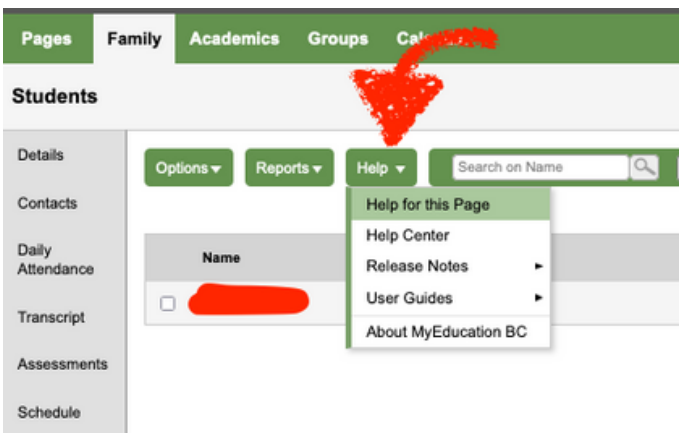 Pages Family Academics Groups
Students
Details
Options Reports Help Search on Name
Contacts
Help for this Page
Help Center
Daily
Attendance
Name
Release Notes
User Guides
Transcript
About MyEducation BC
Assessments
Schedule